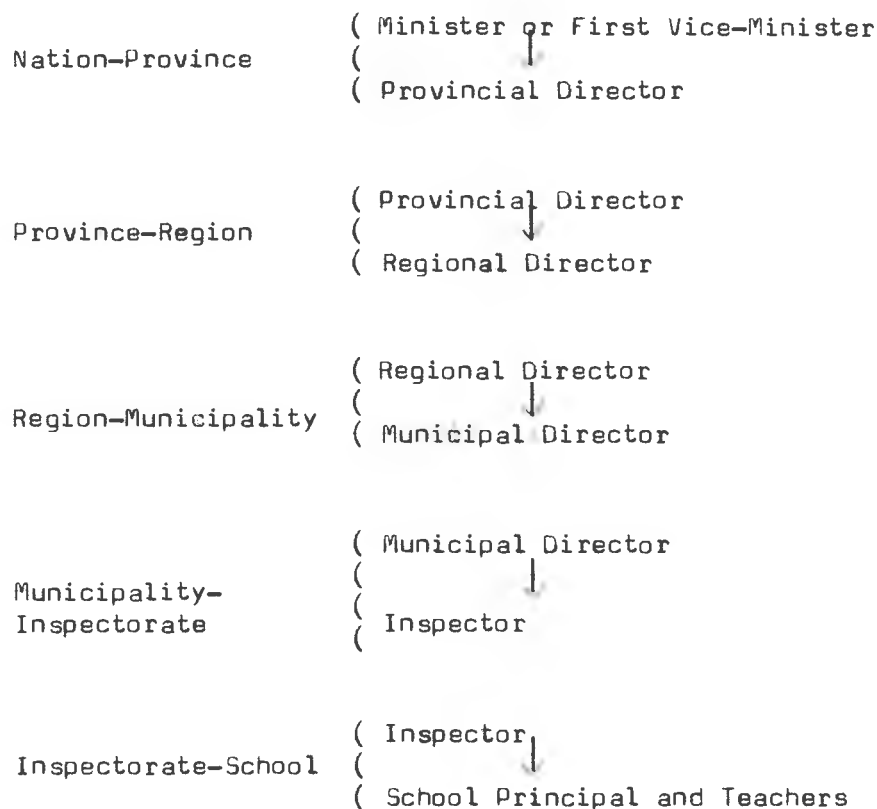 ( Minister or First Vice-Minister
Nation-Province (
( Provincial Director
( Provincial Director
Province-Region (
( Regional Director
( Regional Director
Region-Municipality (
( Municipal Director
( Municipal Director
(
Municipality- (
Inspectorate ( Inspector
(
( Inspector
Inspectorate-School (
( School Principal and Teachers